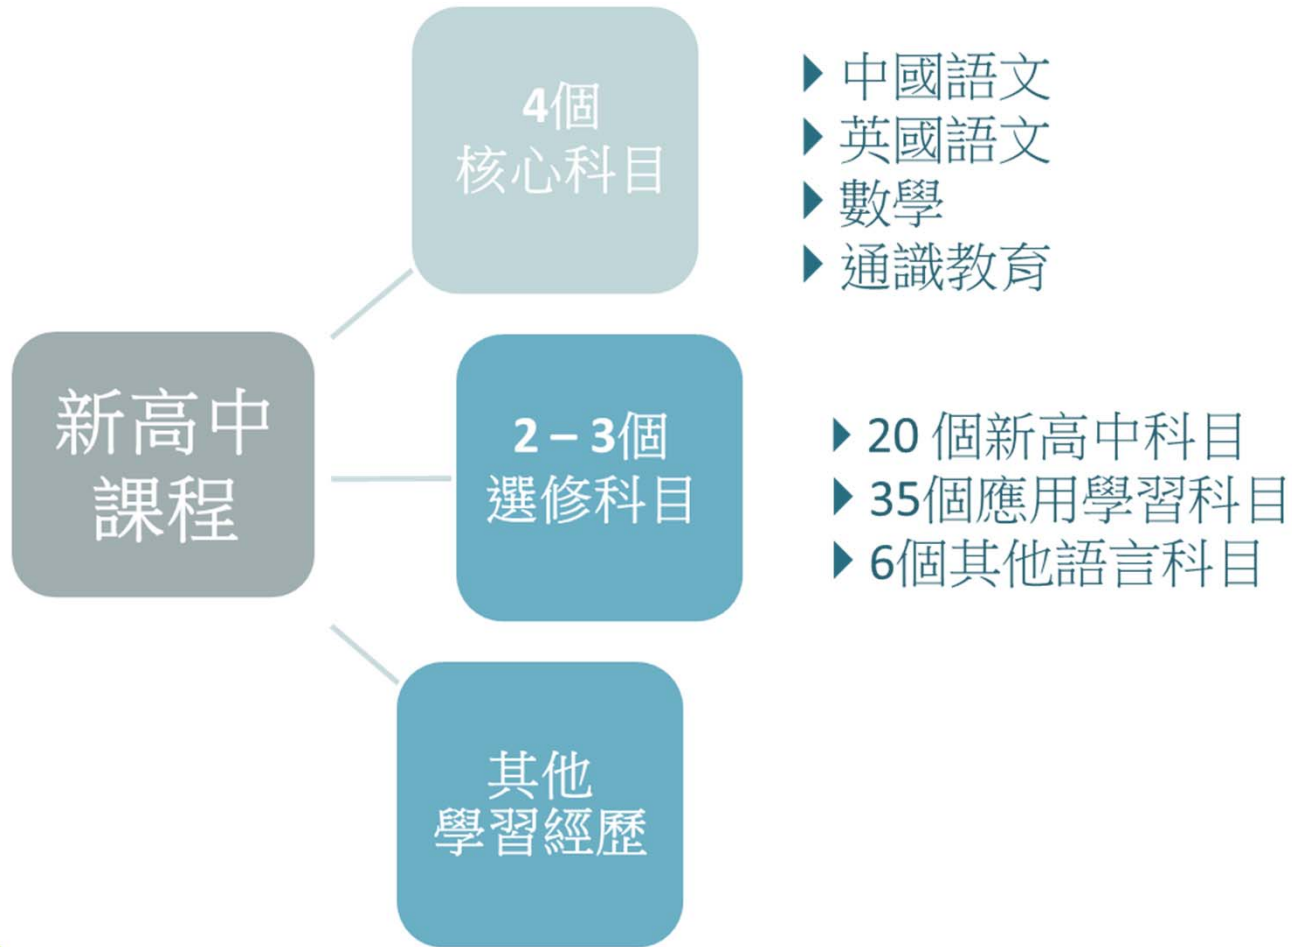 4個
核心科目
中國語文
英國語文
數學
通識教育
新高中
課程
2 – 3個
選修科目
20 個新高中科目
35個應用學習科目
6個其他語言科目
其他
學習經歷